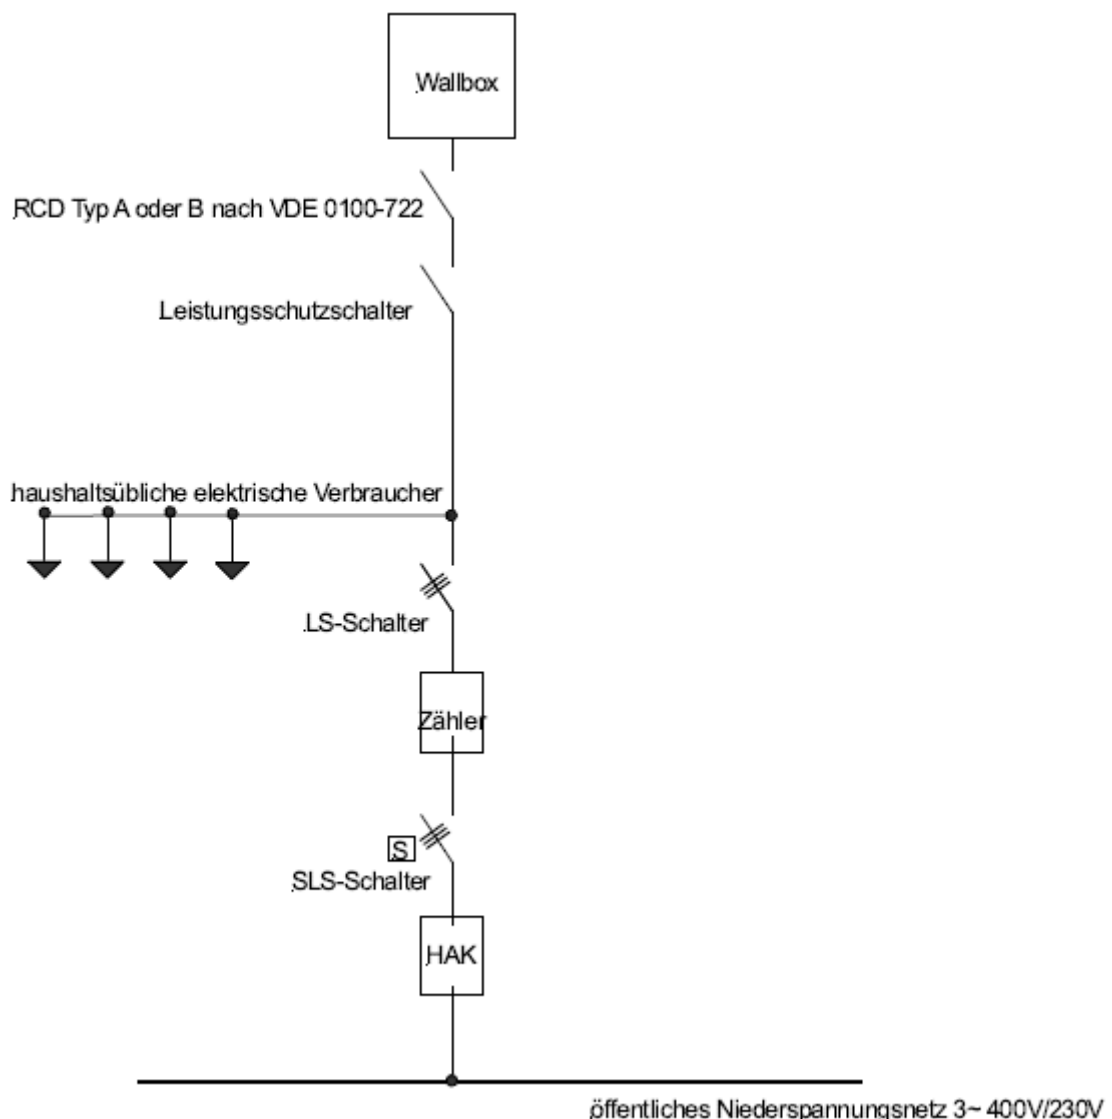 Wallbox
RCD Typ A oder B nach VDE 0100-722
Leistungsschutzschalter
haushaltsübliche elektrische Verbraucher
LS-Schalter
Zähler
S
SLS-Schalter
HAK
öffentliches Niederspannungsnetz 3~ 400V/230V